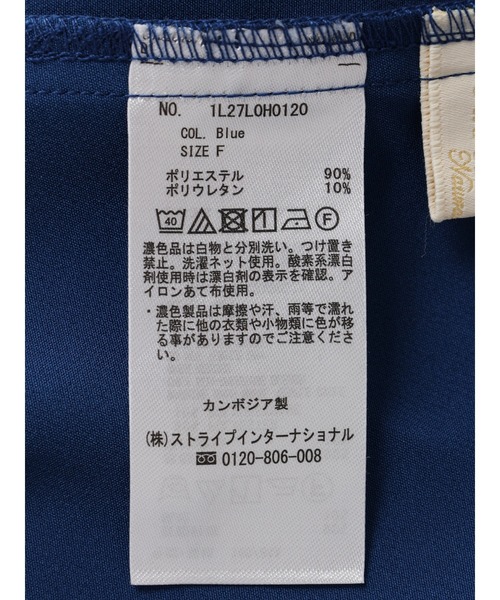 NO. 1L27L0H0120
COL. Blue
SIZE F
ポリエステル 90%
ポリウレタン 10%
40 F
濃色品は白物と分別洗い。つけ置き
禁止。洗濯ネット使用。酸素系漂白
剤使用時は漂白剤の表示を確認。ア
イロンあて布使用。
・濃色製品は摩擦や汗、雨等で濡れ
た際に他の衣類や小物類に色が移
る事がありますのでご注意くださ
い。
カンボジア製
(株)ストライプインターナショナル
0120-806-008